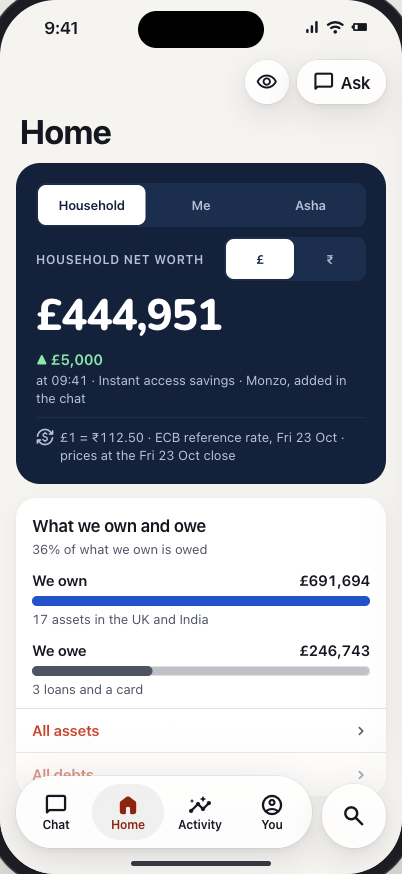 9:41
Ask
Home
Household
Me
Asha
HOUSEHOLD NET WORTH
£
₹
£444,951
▲ £5,000
at 09:41 · Instant access savings · Monzo, added in
the chat
£1 = ₹112.50 · ECB reference rate, Fri 23 Oct ·
prices at the Fri 23 Oct close
What we own and owe
36% of what we own is owed
We own £691,694
17 assets in the UK and India
We owe £246,743
3 loans and a card
All assets
All debts
Chat
Home
Activity
You